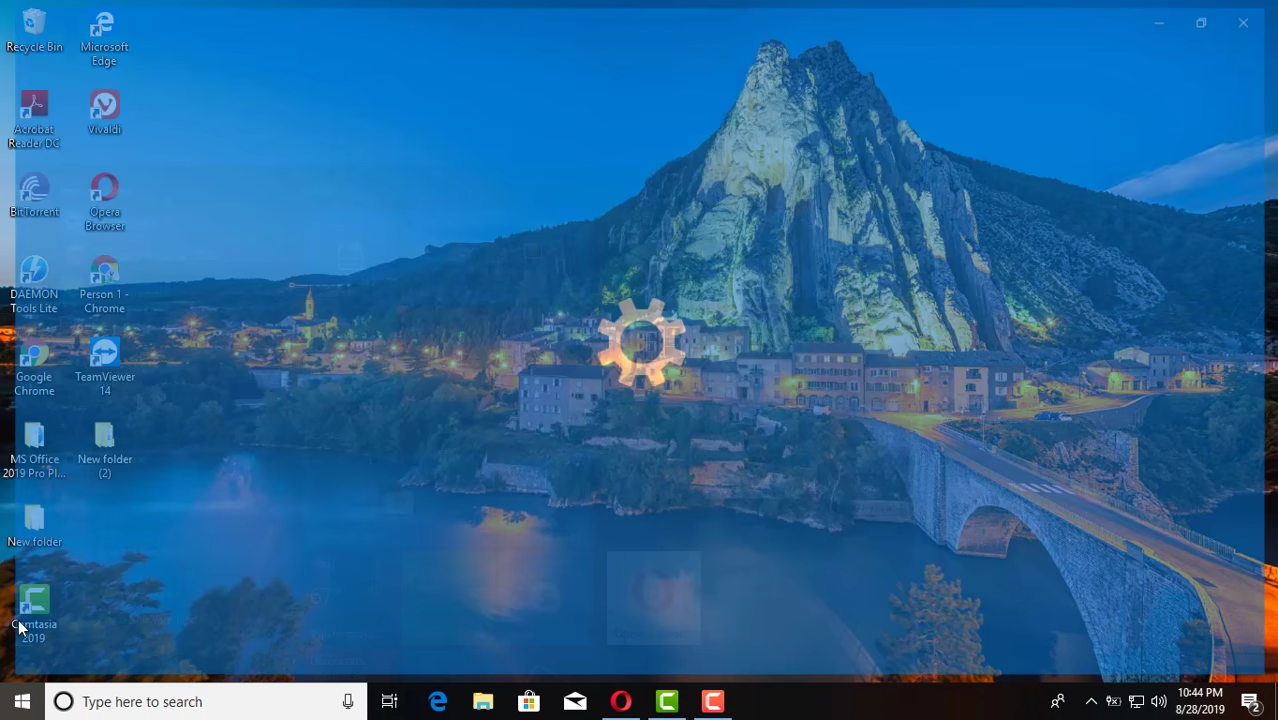 Recycle Bin
Microsoft
Edge
Acrobat
Reader DC
Vivaldi
BitTorrent
Opera
Browser
DAEMON
Tools Lite
Person 1 -
Chrome
Google
Chrome
TeamViewer
14
MS Office
2019 Pro Pl...
New folder
(2)
New folder
Camtasia
2019
Type here to search
10:44 PM
8/28/2019
2